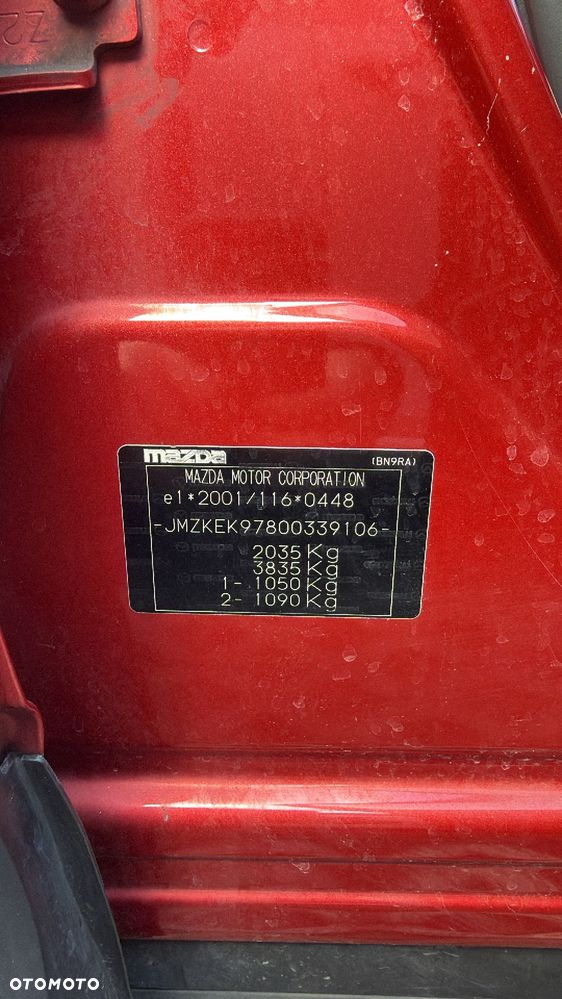 Z2
mazda
(BN9RA)
MAZDA MOTOR CORPORATION
e1*2001/116*0448
-JMZKEK97800339106-
2035 Kg
3835 Kg
1- 1050 Kg
2- 1090 Kg
OTOMOTO